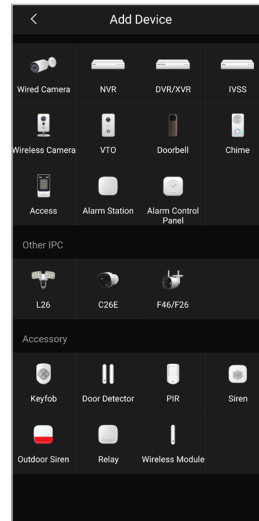 Add Device
Wired Camera NVR DVR/XVR IVSS
Wireless Camera VTO Doorbell Chime
Access Alarm Station Alarm Control
Panel
Other IPC
L26 C26E F46/F26
Accessory
Keyfob Door Detector PIR Siren
Outdoor Siren Relay Wireless Module